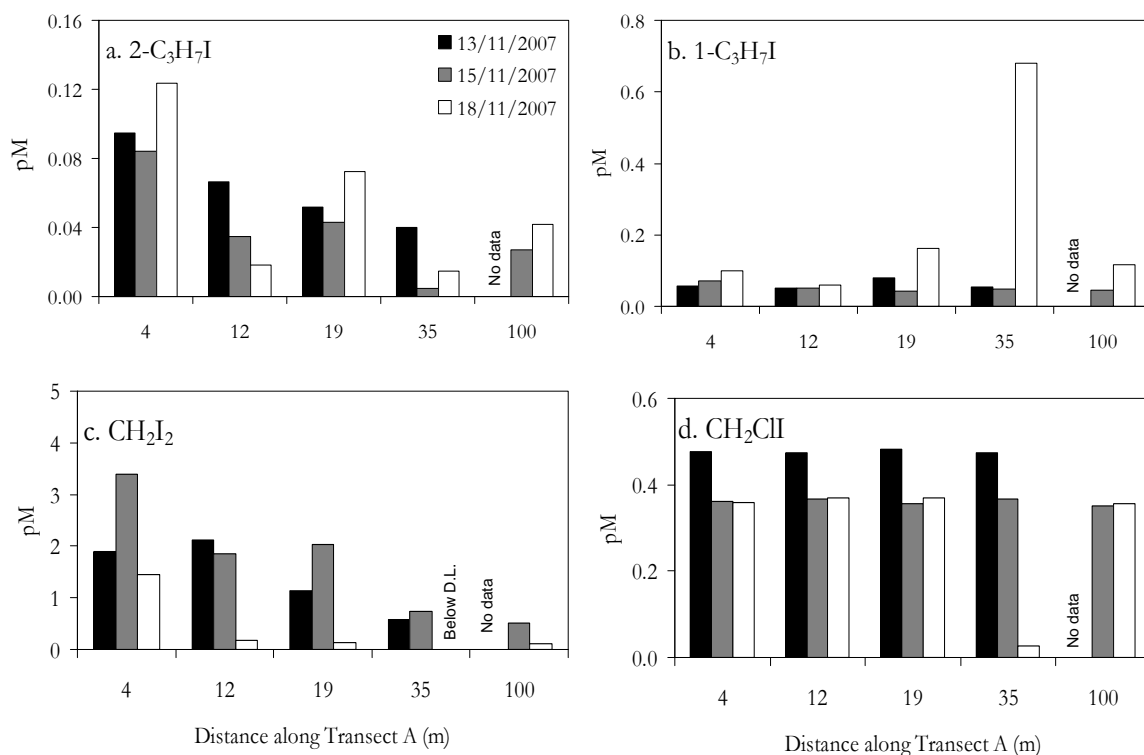 a. 2-C₃H₇I
13/11/2007
15/11/2007
18/11/2007
pM
0.16
0.12
0.08
0.04
0.00
No data
4 12 19 35 100
b. 1-C₃H₇I
pM
0.8
0.6
0.4
0.2
0.0
No data
4 12 19 35 100
c. CH₂I₂
pM
5
4
3
2
1
0
Below D.L.
No data
4 12 19 35 100
Distance along Transect A (m)
d. CH₂ClI
pM
0.6
0.4
0.2
0.0
No data
4 12 19 35 100
Distance along Transect A (m)